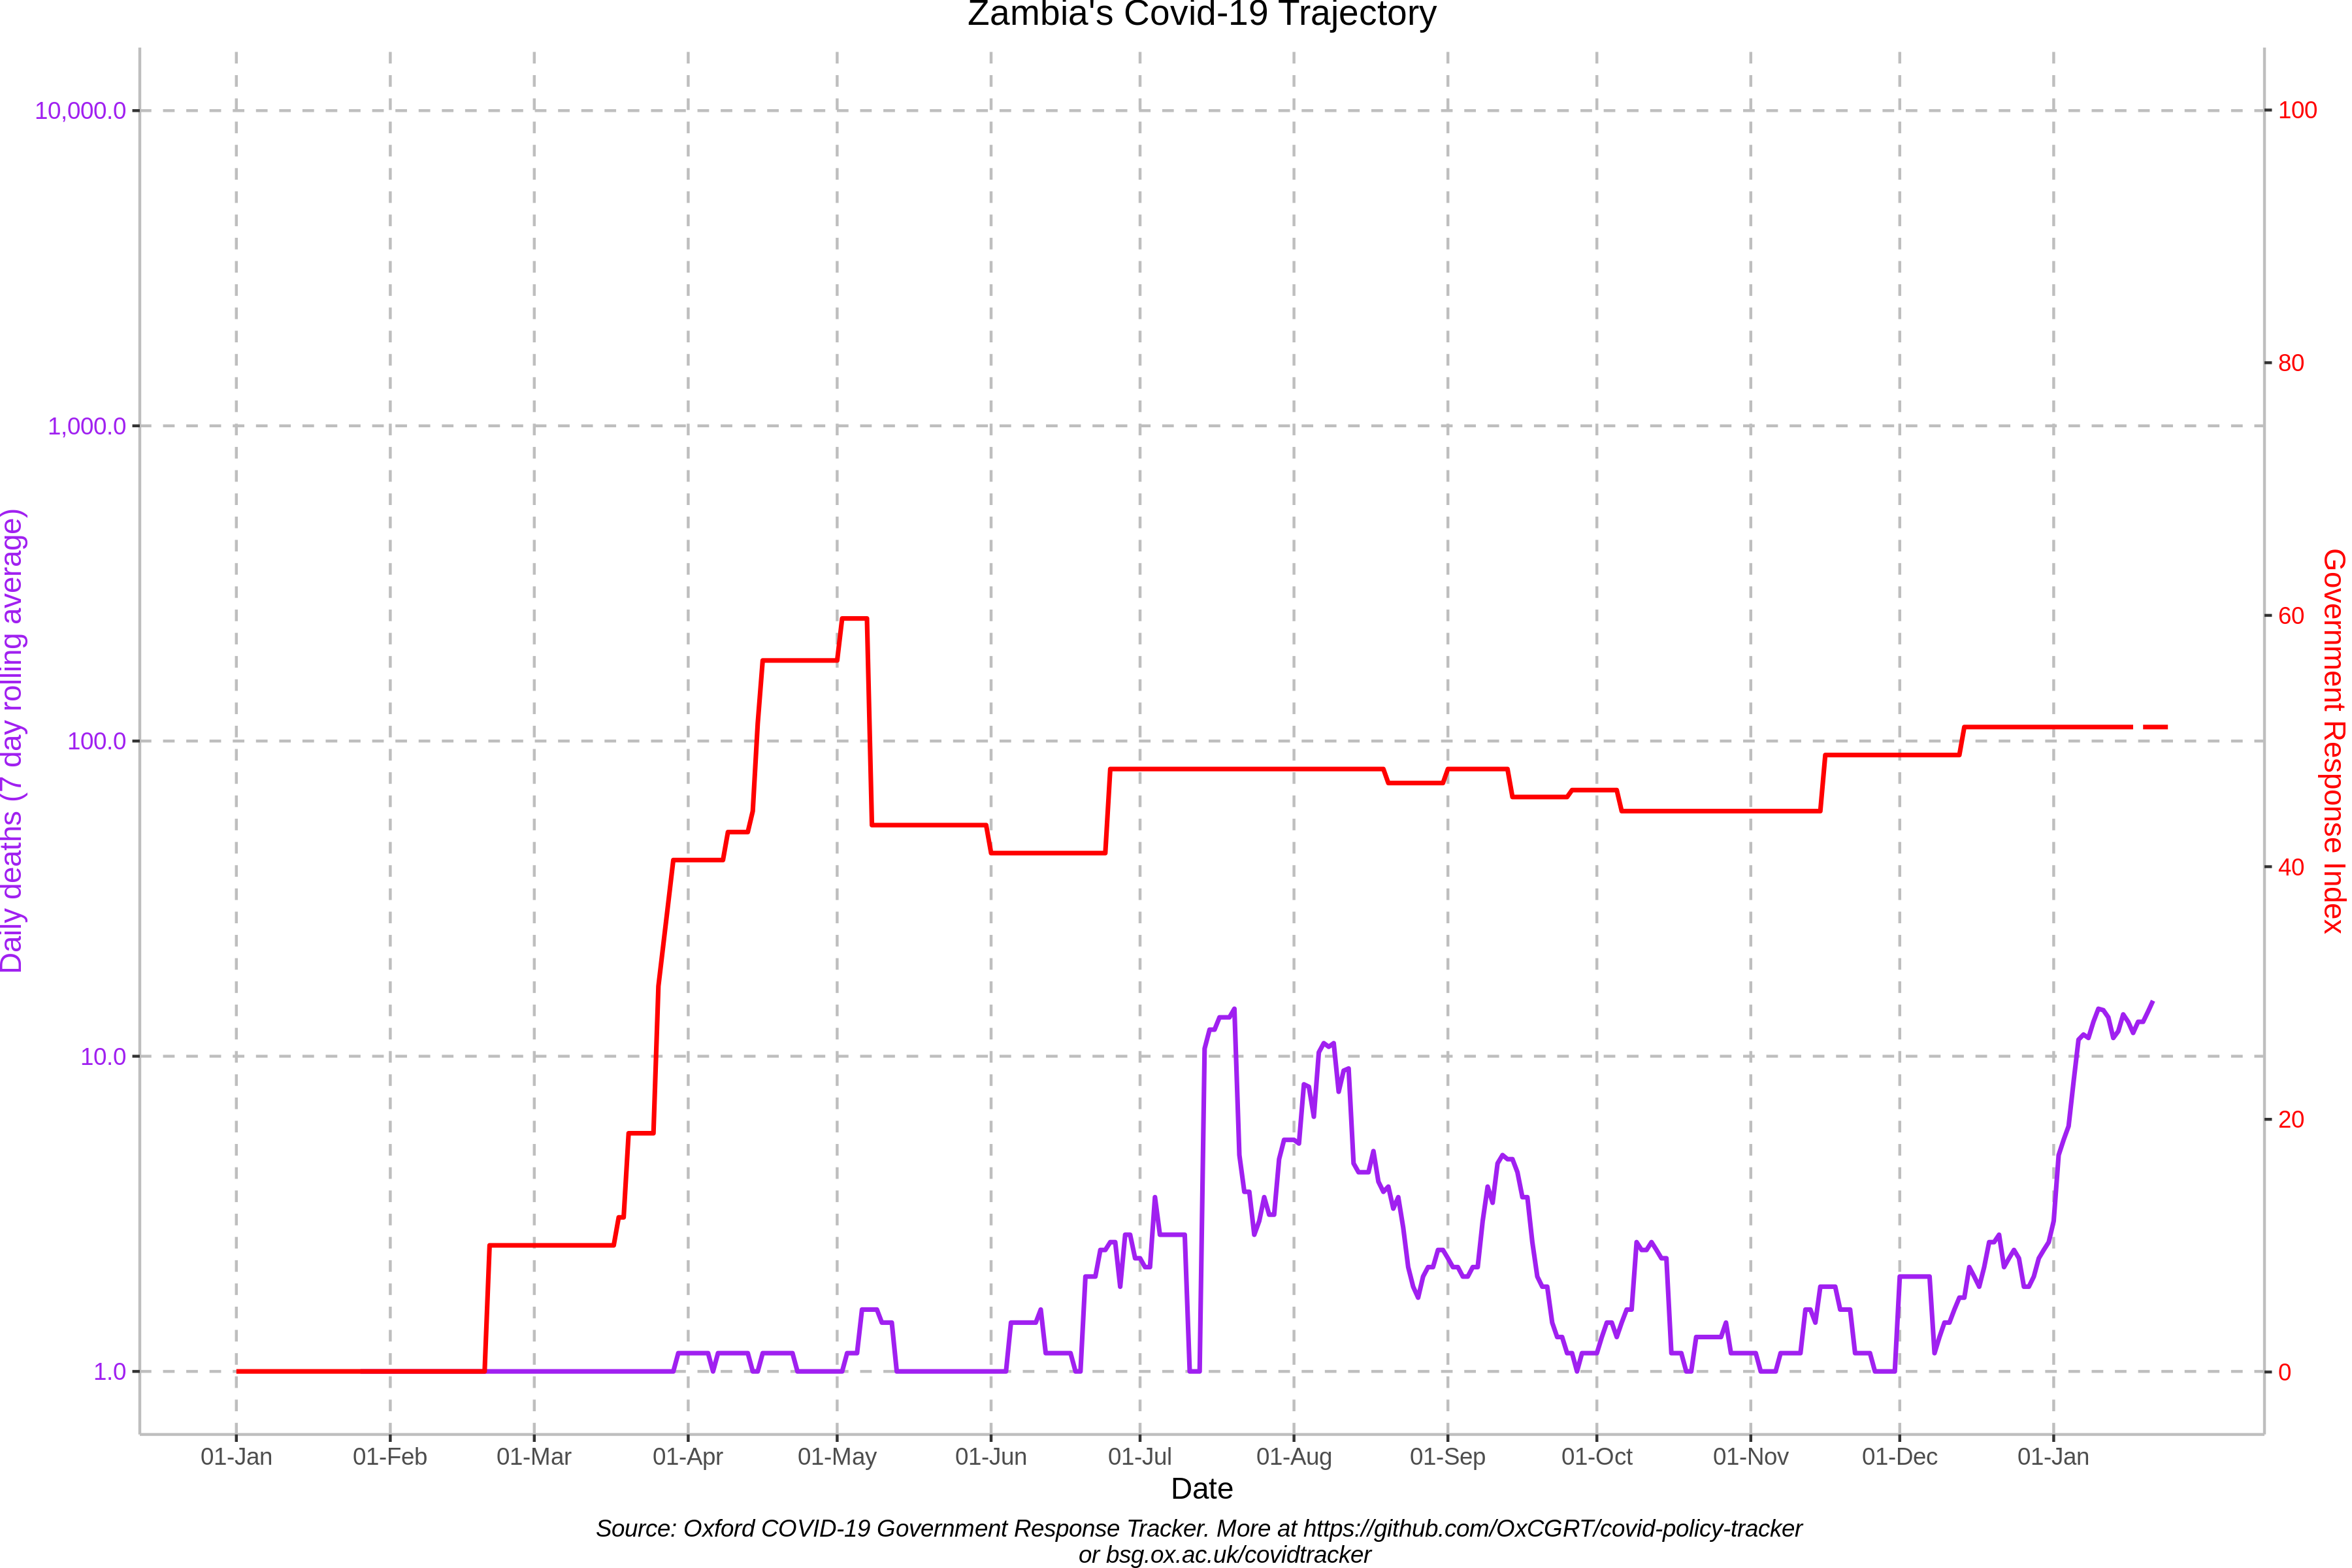 Zambia's Covid-19 Trajectory
10,000.0
1,000.0
100.0
10.0
1.0
Daily deaths (7 day rolling average)
100
80
60
40
20
0
Government Response Index
01-Jan 01-Feb 01-Mar 01-Apr 01-May 01-Jun 01-Jul 01-Aug 01-Sep 01-Oct 01-Nov 01-Dec 01-Jan
Date
Source: Oxford COVID-19 Government Response Tracker. More at https://github.com/OxCGRT/covid-policy-tracker
or bsg.ox.ac.uk/covidtracker